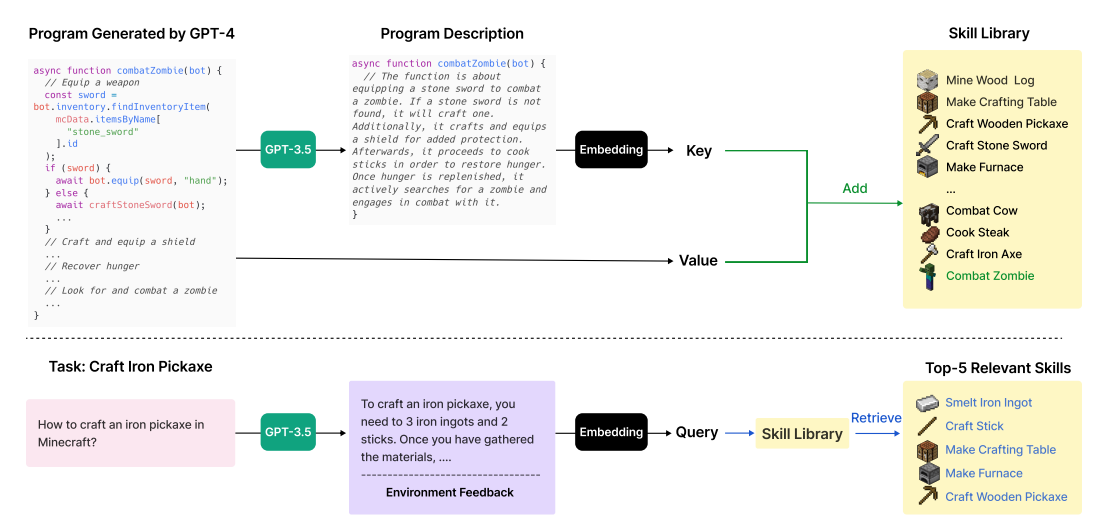 Program Generated by GPT-4
async function combatZombie(bot) {
// Equip a weapon
const sword =
bot.inventory.findInventoryItem(
mcData.itemsByName[
"stone_sword"
].id
);
if (sword) {
await bot.equip(sword, "hand");
} else {
await craftStoneSword(bot);
...
}
// Craft and equip a shield
...
// Recover hunger
...
// Look for and combat a zombie
...
}
GPT-3.5
Program Description
async function combatZombie(bot) {
// The function is about
equipping a stone sword to combat
a zombie. If a stone sword is not
found, it will craft one.
Additionally, it crafts and equips
a shield for added protection.
Afterwards, it proceeds to cook
sticks in order to restore hunger.
Once hunger is replenished, it
actively searches for a zombie and
engages in combat with it.
}
Embedding
Key
Value
Add
Skill Library
Mine Wood Log
Make Crafting Table
Craft Wooden Pickaxe
Craft Stone Sword
Make Furnace
...
Combat Cow
Cook Steak
Craft Iron Axe
Combat Zombie
Task: Craft Iron Pickaxe
How to craft an iron pickaxe in
Minecraft?
GPT-3.5
To craft an iron pickaxe, you
need to 3 iron ingots and 2
sticks. Once you have gathered
the materials, ....
Environment Feedback
Embedding
Query
Skill Library
Retrieve
Top-5 Relevant Skills
Smelt Iron Ingot
Craft Stick
Make Crafting Table
Make Furnace
Craft Wooden Pickaxe